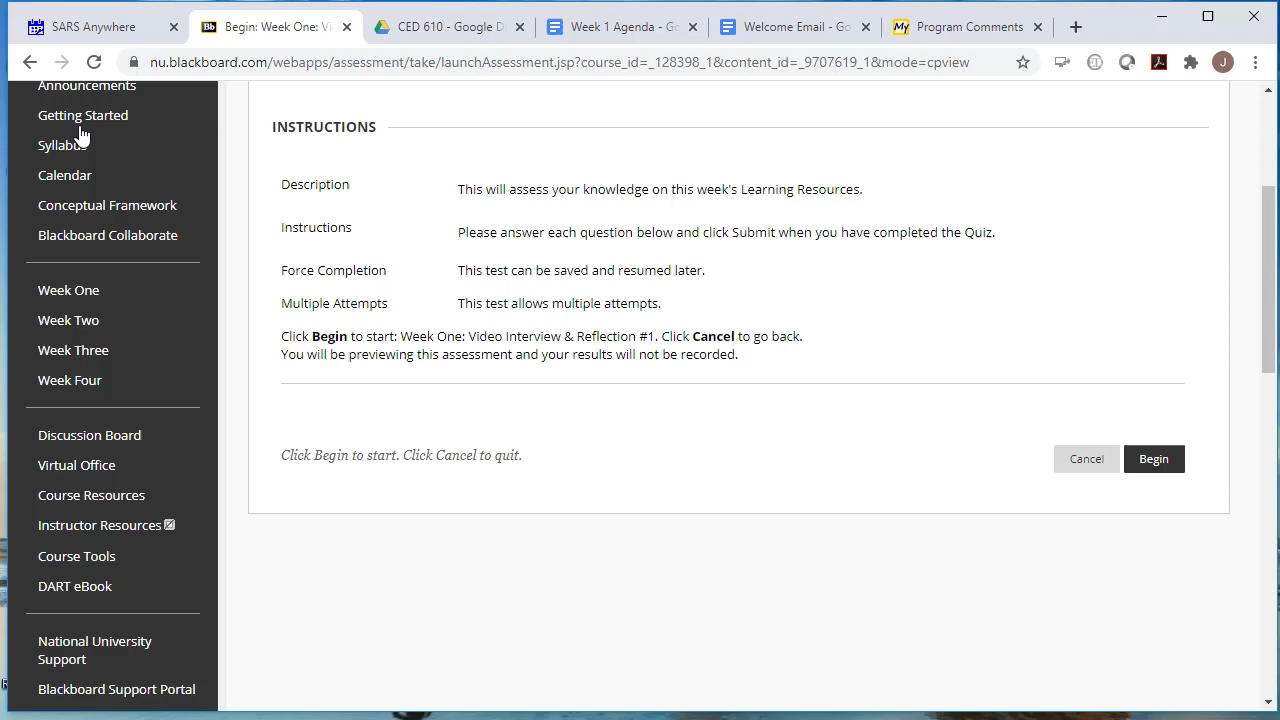 SARS Anywhere
Bb
Begin: Week One: Vi
CED 610 - Google D
Week 1 Agenda - Go
Welcome Email - Go
My
Program Comments
nu.blackboard.com/webapps/assessment/take/launchAssessment.jsp?course_id=_128398_1&content_id=_9707619_1&mode=cpview
J
Announcements
Getting Started
Syllabus
Calendar
Conceptual Framework
Blackboard Collaborate
Week One
Week Two
Week Three
Week Four
Discussion Board
Virtual Office
Course Resources
Instructor Resources
Course Tools
DART eBook
National University
Support
Blackboard Support Portal
INSTRUCTIONS
Description
This will assess your knowledge on this week's Learning Resources.
Instructions
Please answer each question below and click Submit when you have completed the Quiz.
Force Completion
This test can be saved and resumed later.
Multiple Attempts
This test allows multiple attempts.
Click Begin to start: Week One: Video Interview & Reflection #1. Click Cancel to go back.
You will be previewing this assessment and your results will not be recorded.
Click Begin to start. Click Cancel to quit.
Cancel
Begin